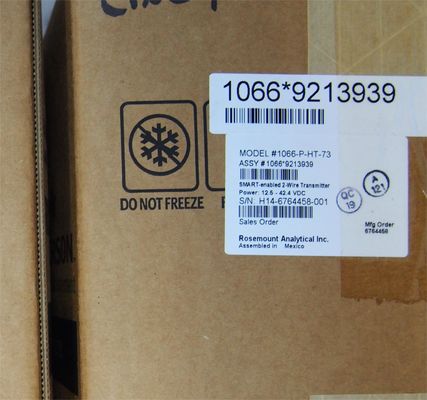 1066*9213939
MODEL #1066-P-HT-73
ASSY #1066*9213939
SMART-enabled 2-Wire Transmitter
Power: 12.5 - 42.4 VDC
S/N: H14-6764458-001
Sales Order
QC
19
A
121
Mfg Order
6764458
Rosemount Analytical Inc.
Assembled in Mexico
DO NOT FREEZE